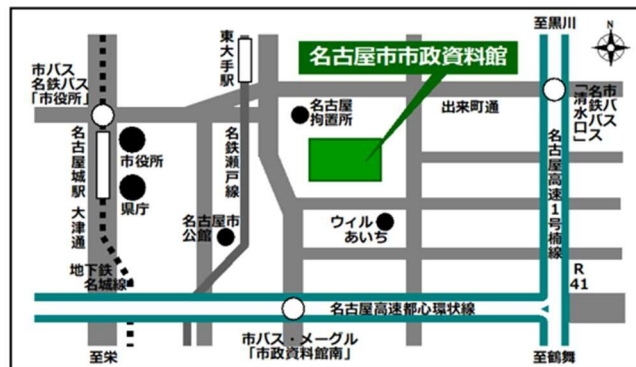 至黒川
名古屋市市政資料館
東大手駅
市バス
名鉄バス
「市役所」
市バス
名鉄バス
「清水口」
名古屋
拘置所
出来町通
市役所
県庁
名古屋城駅
大津通
名鉄瀬戸線
名古屋高速1号楠線
名古屋市
公館
ウィル
あいち
地下鉄
名城線
R
41
名古屋高速都心環状線
至栄
市バス・メーグル
「市政資料館南」
至鶴舞
N